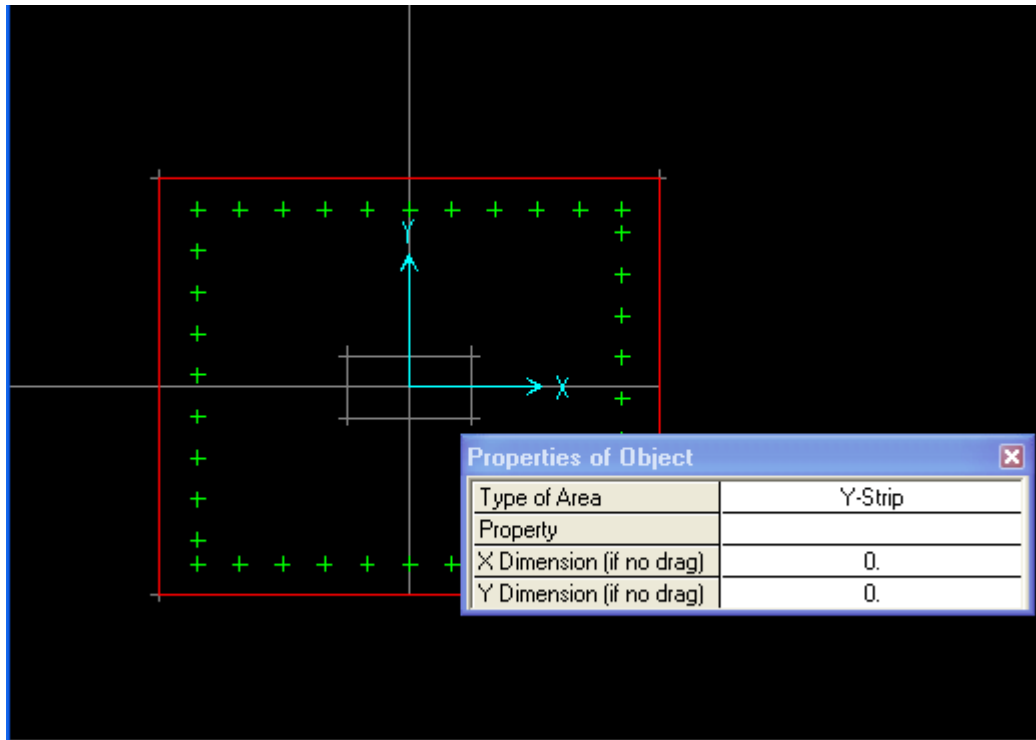 Y
X
Properties of Object
Type of Area Y-Strip
Property
X Dimension (if no drag) 0.
Y Dimension (if no drag) 0.